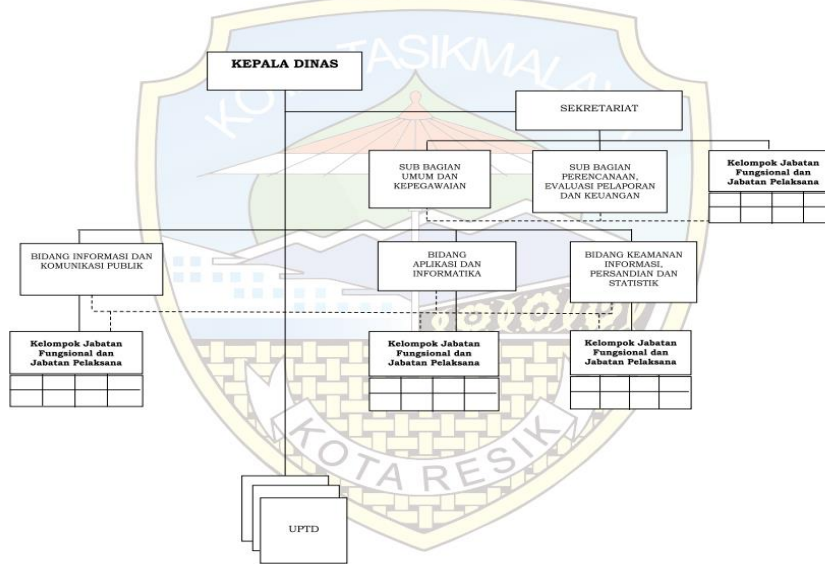 KOTA TASIKMALAYA
KEPALA DINAS
SEKRETARIAT
SUB BAGIAN
UMUM DAN
KEPEGAWAIAN
SUB BAGIAN
PERENCANAAN,
EVALUASI PELAPORAN
DAN KEUANGAN
Kelompok Jabatan
Fungsional dan
Jabatan Pelaksana
BIDANG INFORMASI DAN
KOMUNIKASI PUBLIK
BIDANG
APLIKASI DAN
INFORMATIKA
BIDANG KEAMANAN
INFORMASI,
PERSANDIAN DAN
STATISTIK
Kelompok Jabatan
Fungsional dan
Jabatan Pelaksana
Kelompok Jabatan
Fungsional dan
Jabatan Pelaksana
Kelompok Jabatan
Fungsional dan
Jabatan Pelaksana
KOTA RESIK
UPTD